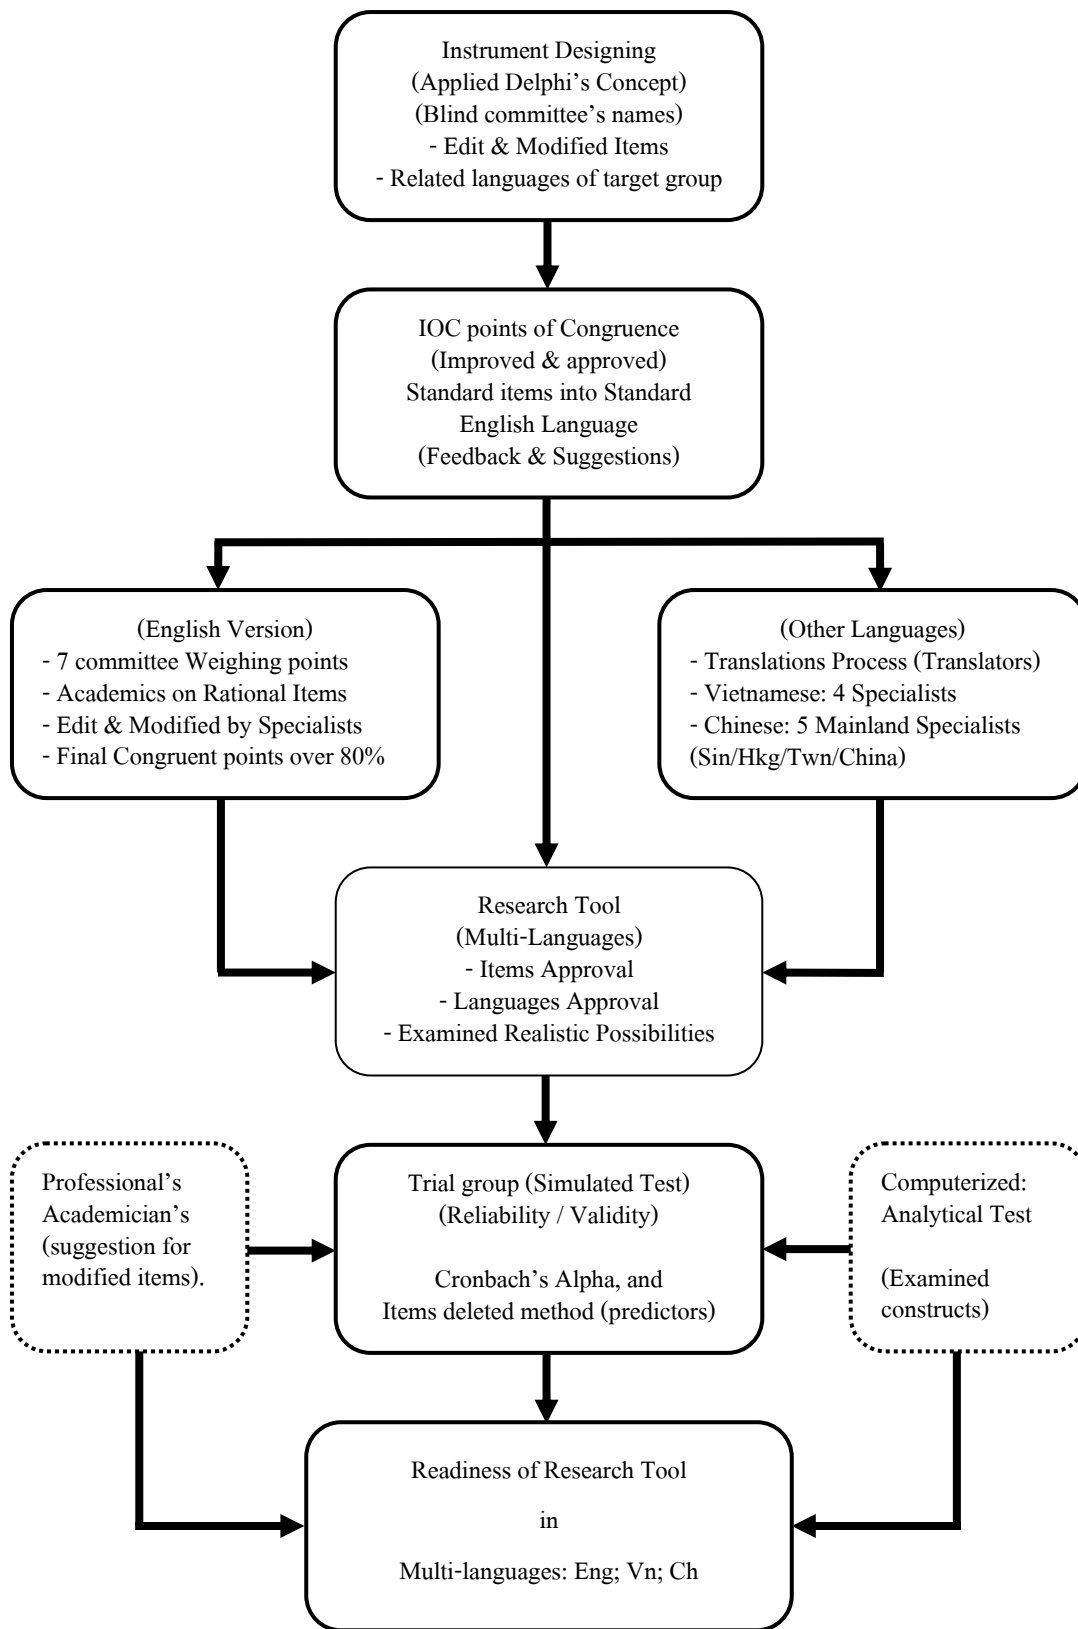 Instrument Designing
(Applied Delphi’s Concept)
(Blind committee’s names)
- Edit & Modified Items
- Related languages of target group
IOC points of Congruence
(Improved & approved)
Standard items into Standard
English Language
(Feedback & Suggestions)
(English Version)
- 7 committee Weighing points
- Academics on Rational Items
- Edit & Modified by Specialists
- Final Congruent points over 80%
(Other Languages)
- Translations Process (Translators)
- Vietnamese: 4 Specialists
- Chinese: 5 Mainland Specialists
(Sin/Hkg/Twn/China)
Research Tool
(Multi-Languages)
- Items Approval
- Languages Approval
- Examined Realistic Possibilities
Professional’s
Academician’s
(suggestion for
modified items).
Trial group (Simulated Test)
(Reliability / Validity)
Cronbach’s Alpha, and
Items deleted method (predictors)
Computerized:
Analytical Test
(Examined
constructs)
Readiness of Research Tool
in
Multi-languages: Eng; Vn; Ch